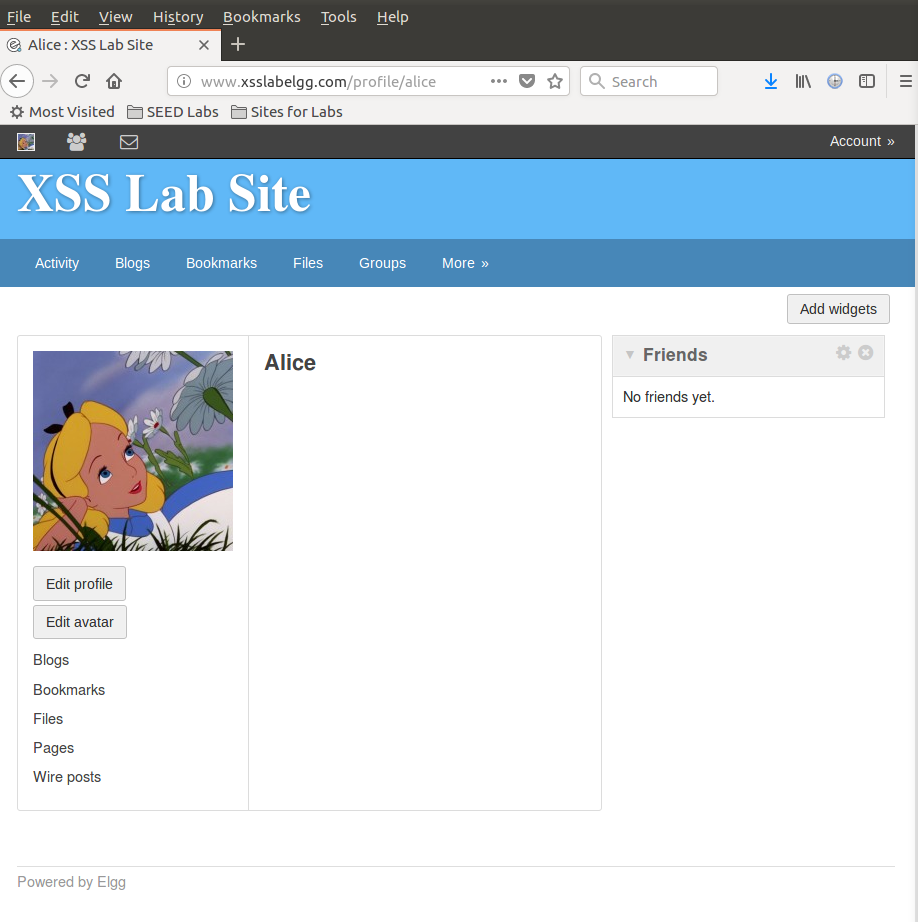 File Edit View History Bookmarks Tools Help
Alice : XSS Lab Site
www.xsslabelgg.com/profile/alice
Search
Most Visited SEED Labs Sites for Labs
Account »
XSS Lab Site
Activity Blogs Bookmarks Files Groups More »
Add widgets
Alice
Friends
No friends yet.
Edit profile
Edit avatar
Blogs
Bookmarks
Files
Pages
Wire posts
Powered by Elgg